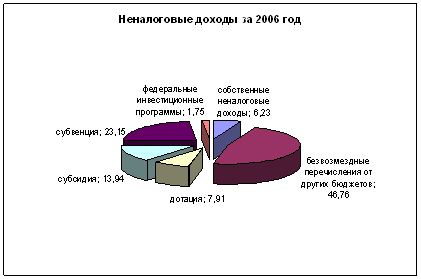 Неналоговые доходы за 2006 год
федеральные
инвестиционные
программы; 1,75
собственные
неналоговые
доходы; 6,23
субвенция; 23,15
безвозмездные
перечисления от
других бюджетов;
46,76
субсидия; 13,94
дотация; 7,91